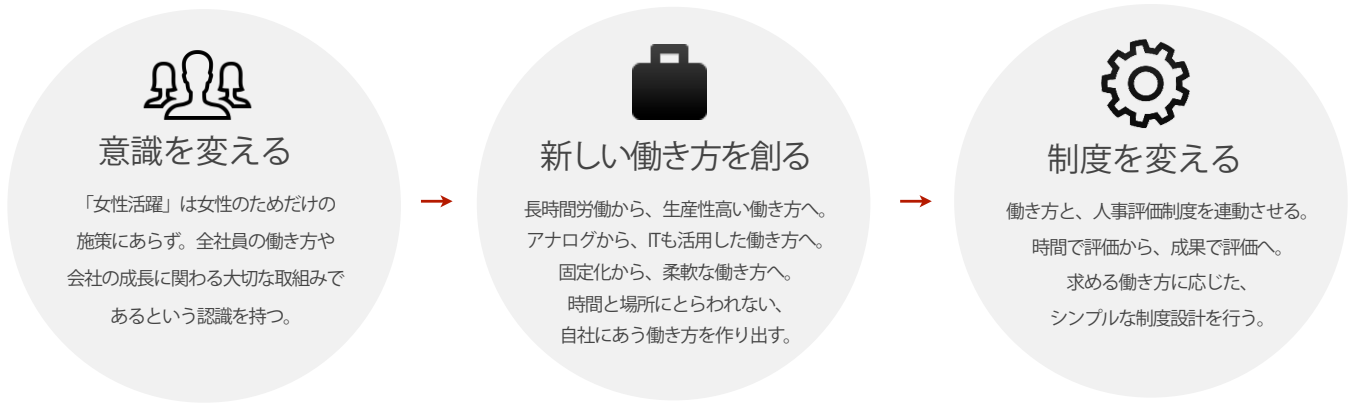 意識を変える
「女性活躍」は女性のためだけの
施策にあらず。全社員の働き方や
会社の成長に関わる大切な取組みで
あるという認識を持つ。
新しい働き方を創る
長時間労働から、生産性高い働き方へ。
アナログから、ITも活用した働き方へ。
固定化から、柔軟な働き方へ。
時間と場所にとらわれない、
自社にあう働き方を作り出す。
制度を変える
働き方と、人事評価制度を連動させる。
時間で評価から、成果で評価へ。
求める働き方に応じた、
シンプルな制度設計を行う。